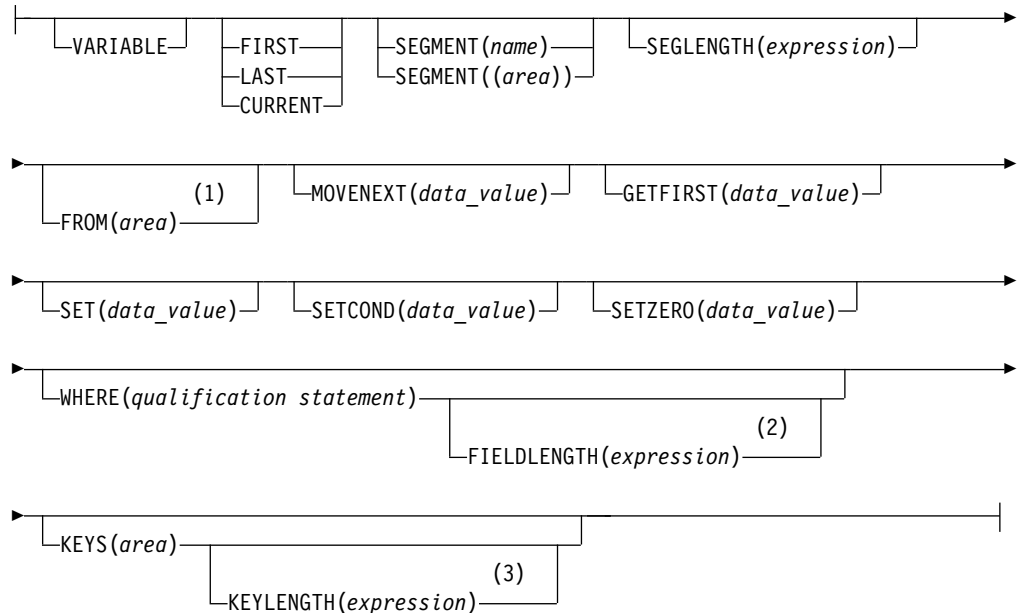 VARIABLE FIRST SEGMENT(name) SEGLENGTH(expression)
LAST SEGMENT((area))
CURRENT
(1) MOVENEXT(data_value) GETFIRST(data_value)
FROM(area)
SET(data_value) SETCOND(data_value) SETZERO(data_value)
WHERE(qualification statement)
(2)
FIELDLENGTH(expression)
KEYS(area)
(3)
KEYLENGTH(expression)